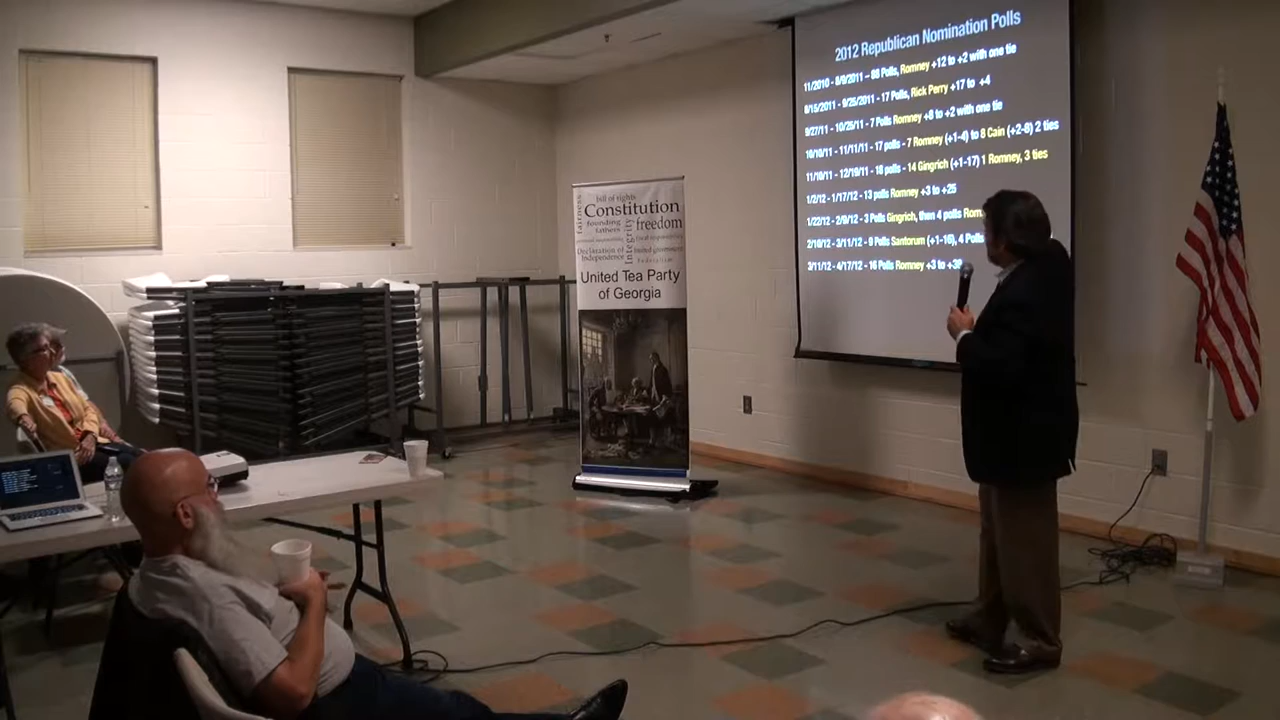 2012 Republican Nomination Polls
11/2010 - 8/9/2011 – 88 Polls, Romney +12 to +2 with one tie
8/15/2011 - 9/25/2011 - 17 Polls, Rick Perry +17 to +4
9/27/11 - 10/25/11 - 7 Polls Romney +8 to +2 with one tie
10/10/11 - 11/11/11 - 17 polls - 7 Romney (+1-4) to 8 Cain (+2-8) 2 ties
11/10/11 - 12/19/11 - 18 polls - 14 Gingrich (+1-17) 1 Romney, 3 ties
1/2/12 - 1/17/12 - 13 polls Romney +3 to +25
1/22/12 - 2/9/12 - 3 Polls Gingrich, then 4 polls Rom
2/10/12 - 3/11/12 - 9 Polls Santorum (+1-16), 4 Polls
3/11/12 - 4/17/12 - 16 Polls Romney +3 to
bill of rights
fairness
Constitution
founding
fathers
Integrity
freedom
Declaration of
Independence
United Tea Party
of Georgia